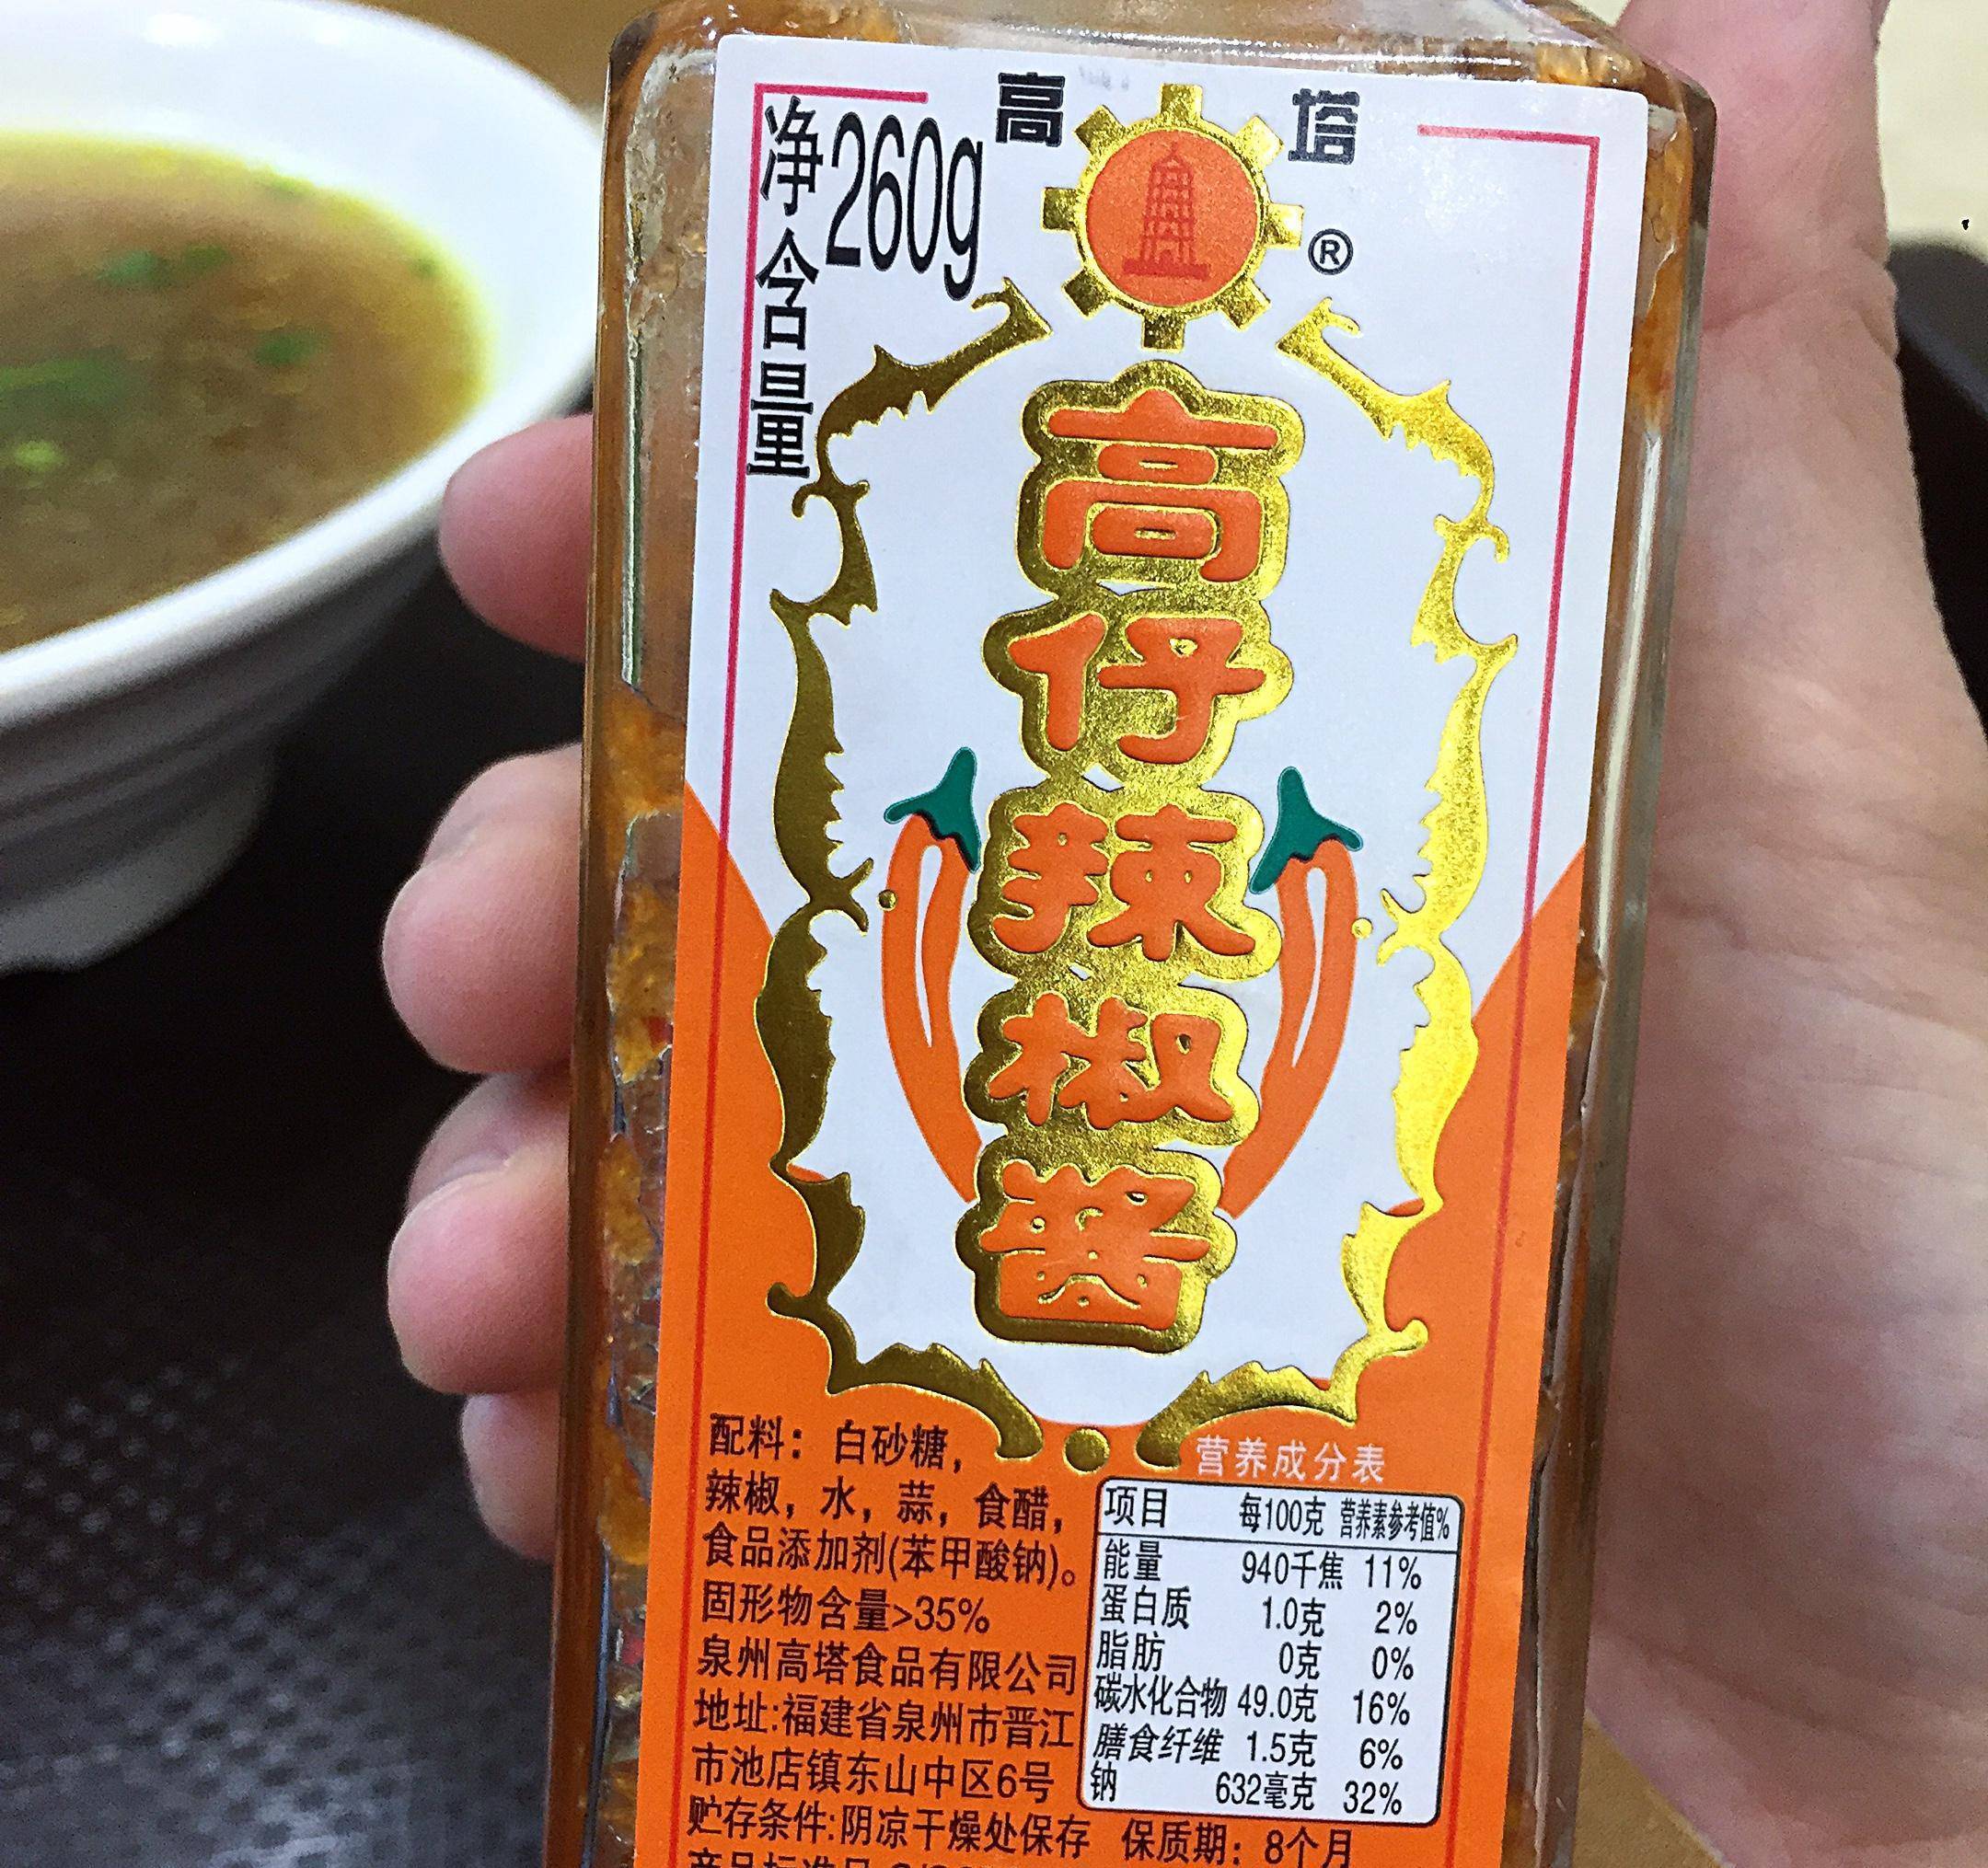 高 塔
®
净含量
260g
高仔辣椒酱
配料：白砂糖，
辣椒，水，蒜，食醋，
食品添加剂(苯甲酸钠)。
固形物含量>35%
泉州高塔食品有限公司
地址:福建省泉州市晋江
市池店镇东山中区6号
贮存条件:阴凉干燥处保存 保质期：8个月
营养成分表
项目 每100克 营养素参考值%
能量 940千焦 11%
蛋白质 1.0克 2%
脂肪 0克 0%
碳水化合物 49.0克 16%
膳食纤维 1.5克 6%
钠 632毫克 32%